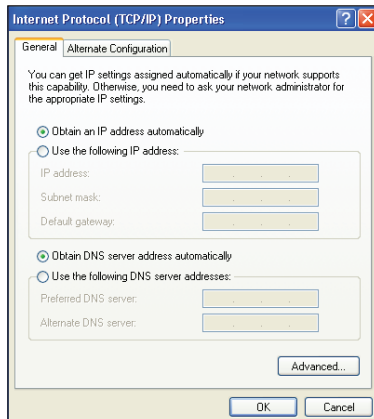 Internet Protocol (TCP/IP) Properties
General Alternate Configuration
You can get IP settings assigned automatically if your network supports
this capability. Otherwise, you need to ask your network administrator for
the appropriate IP settings.
Obtain an IP address automatically
Use the following IP address:
IP address:
Subnet mask:
Default gateway:
Obtain DNS server address automatically
Use the following DNS server addresses:
Preferred DNS server:
Alternate DNS server:
Advanced...
OK Cancel